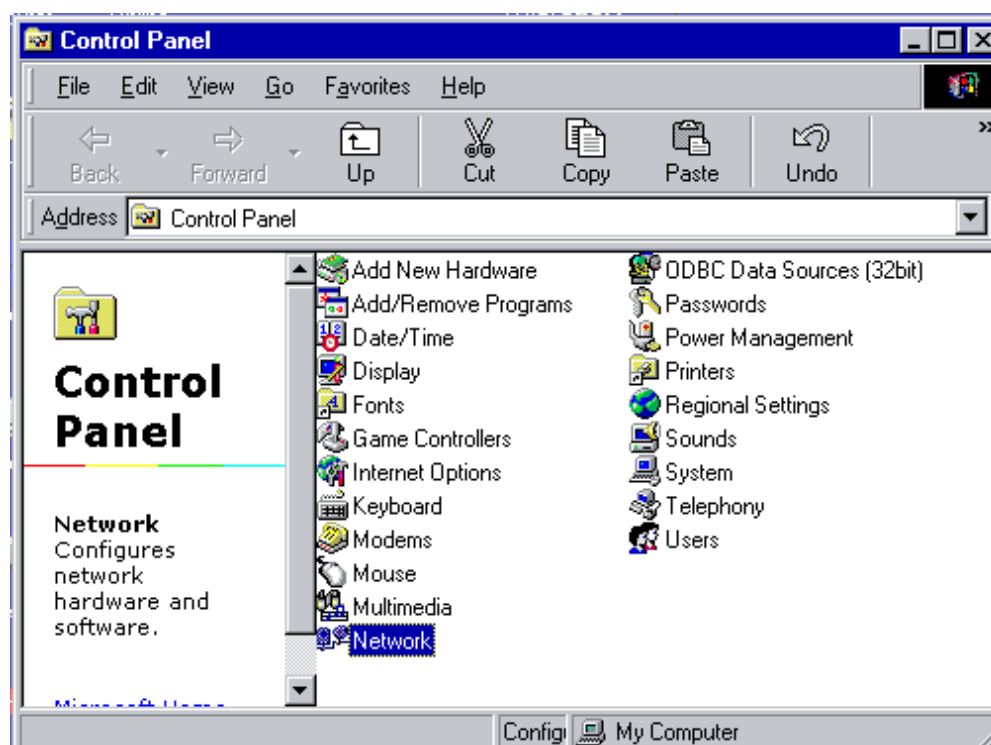 Control Panel
File Edit View Go Favorites Help
Back Forward Up Cut Copy Paste Undo »
Address Control Panel
Control
Panel
Network
Configures
network
hardware and
software.
Microsoft Home
Add New Hardware
Add/Remove Programs
Date/Time
Display
Fonts
Game Controllers
Internet Options
Keyboard
Modems
Mouse
Multimedia
Network
ODBC Data Sources (32bit)
Passwords
Power Management
Printers
Regional Settings
Sounds
System
Telephony
Users
Config My Computer